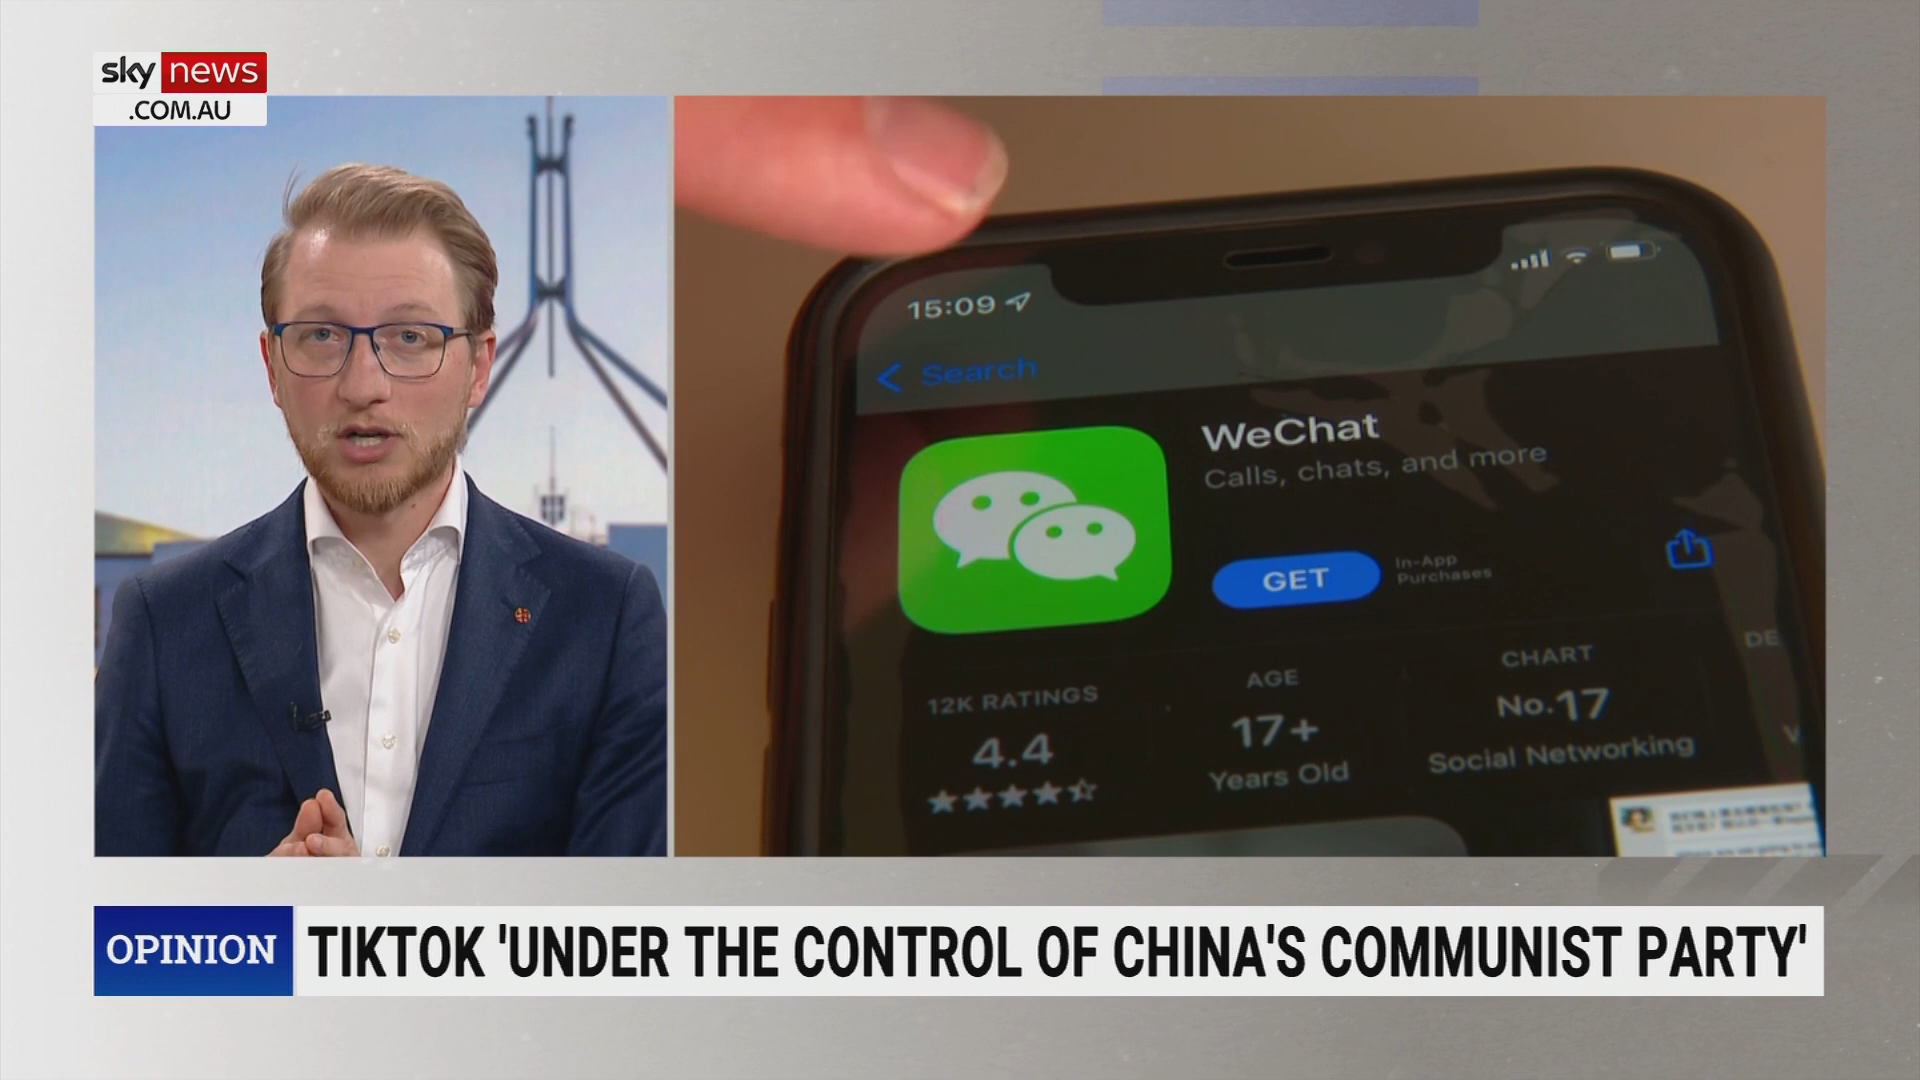 sky news
.COM.AU
15:09
Search
WeChat
Calls, chats, and more
GET
In-App
Purchases
12K RATINGS
4.4
AGE
17+
Years Old
CHART
No.17
Social Networking
DE
OPINION
TIKTOK 'UNDER THE CONTROL OF CHINA'S COMMUNIST PARTY'